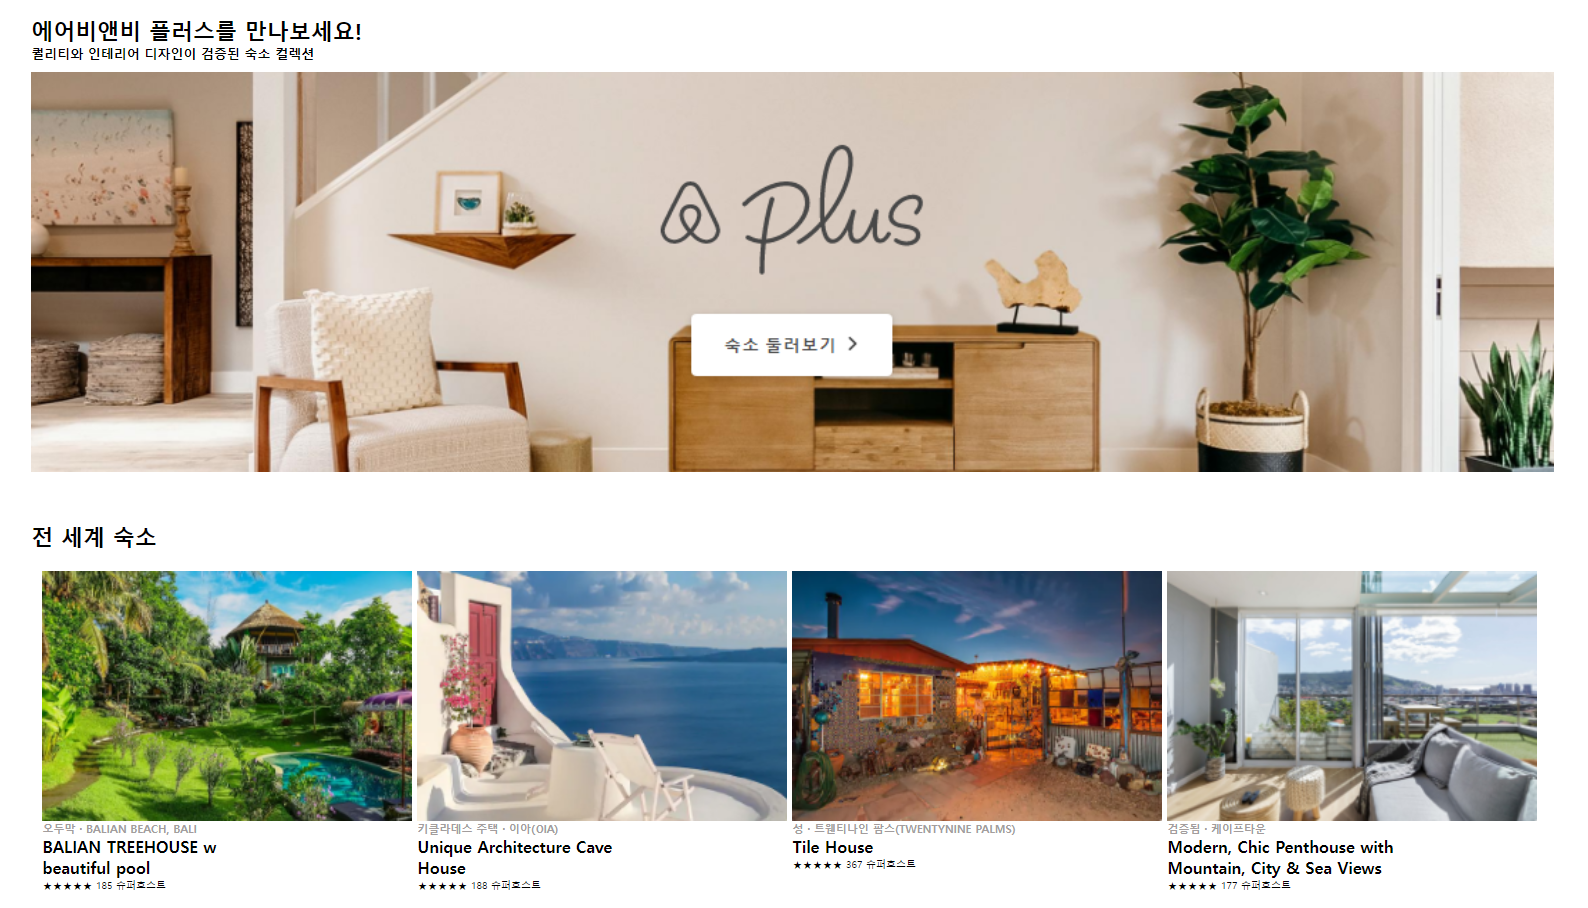 에어비앤비 플러스를 만나보세요!
퀄리티와 인테리어 디자인이 검증된 숙소 컬렉션
plus
숙소 둘러보기 >
전 세계 숙소
오두막 · BALIAN BEACH, BALI
BALIAN TREEHOUSE w
beautiful pool
★★★★★ 185 슈퍼호스트
키클라데스 주택 · 이아(OIA)
Unique Architecture Cave
House
★★★★★ 188 슈퍼호스트
성 · 트웬티나인 팜스(TWENTYNINE PALMS)
Tile House
★★★★★ 367 슈퍼호스트
검증됨 · 케이프타운
Modern, Chic Penthouse with
Mountain, City & Sea Views
★★★★★ 177 슈퍼호스트